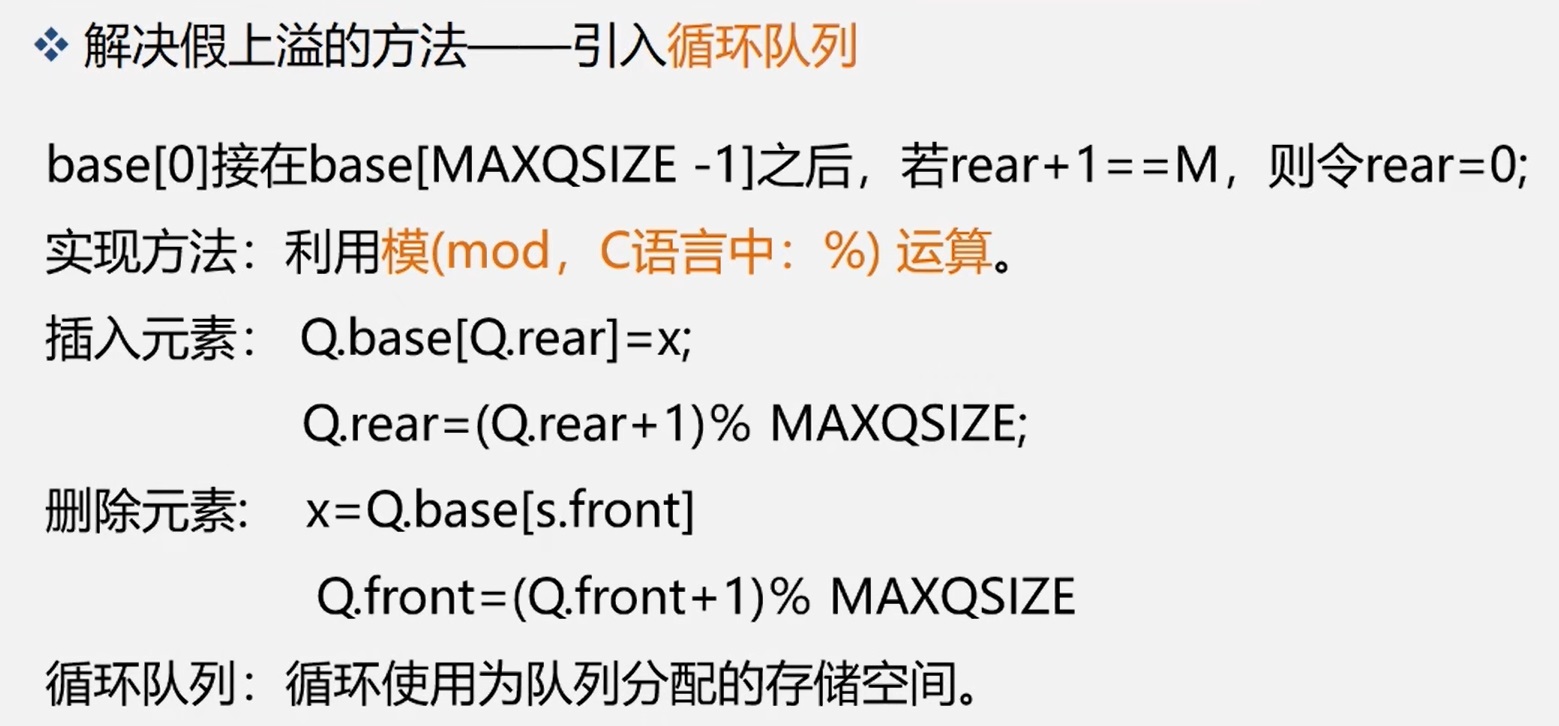 解决假上溢的方法——引入循环队列
base[0]接在base[MAXQSIZE -1]之后，若rear+1==M，则令rear=0;
实现方法：利用模(mod，C语言中：%) 运算。
插入元素： Q.base[Q.rear]=x;
Q.rear=(Q.rear+1)% MAXQSIZE;
删除元素: x=Q.base[s.front]
Q.front=(Q.front+1)% MAXQSIZE
循环队列：循环使用为队列分配的存储空间。